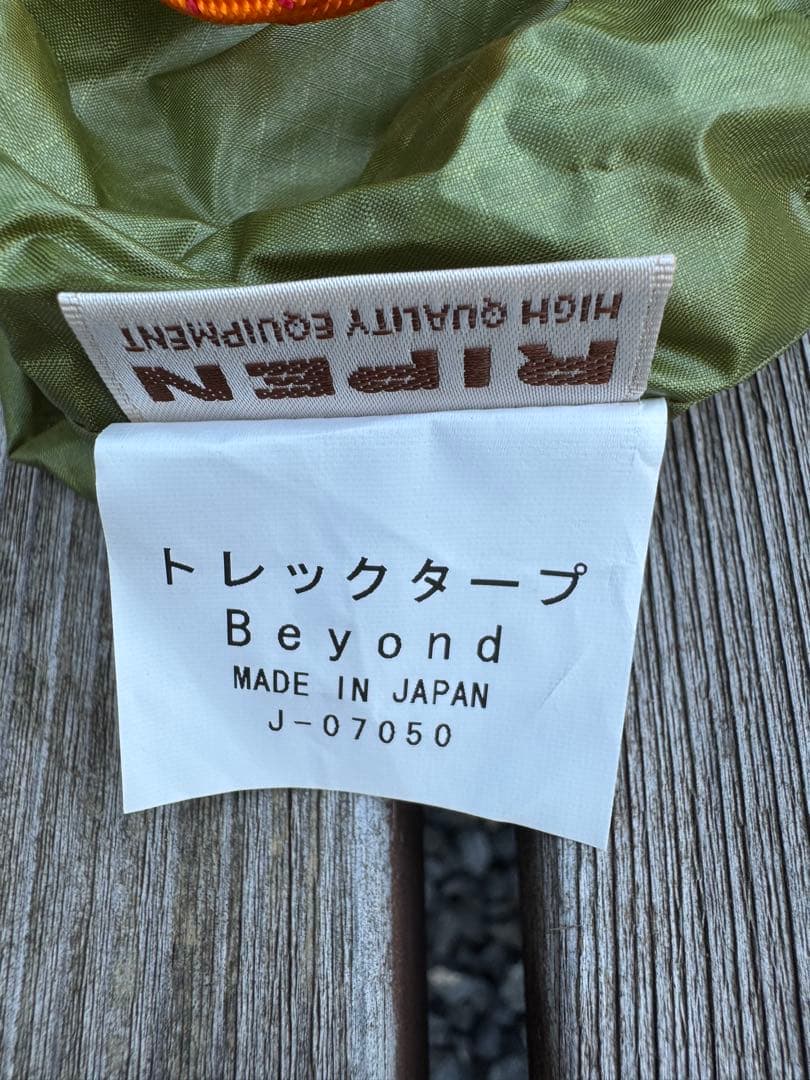 RIPEN
HIGH QUALITY EQUIPMENT
トレックタープ
Beyond
MADE IN JAPAN
J-07050